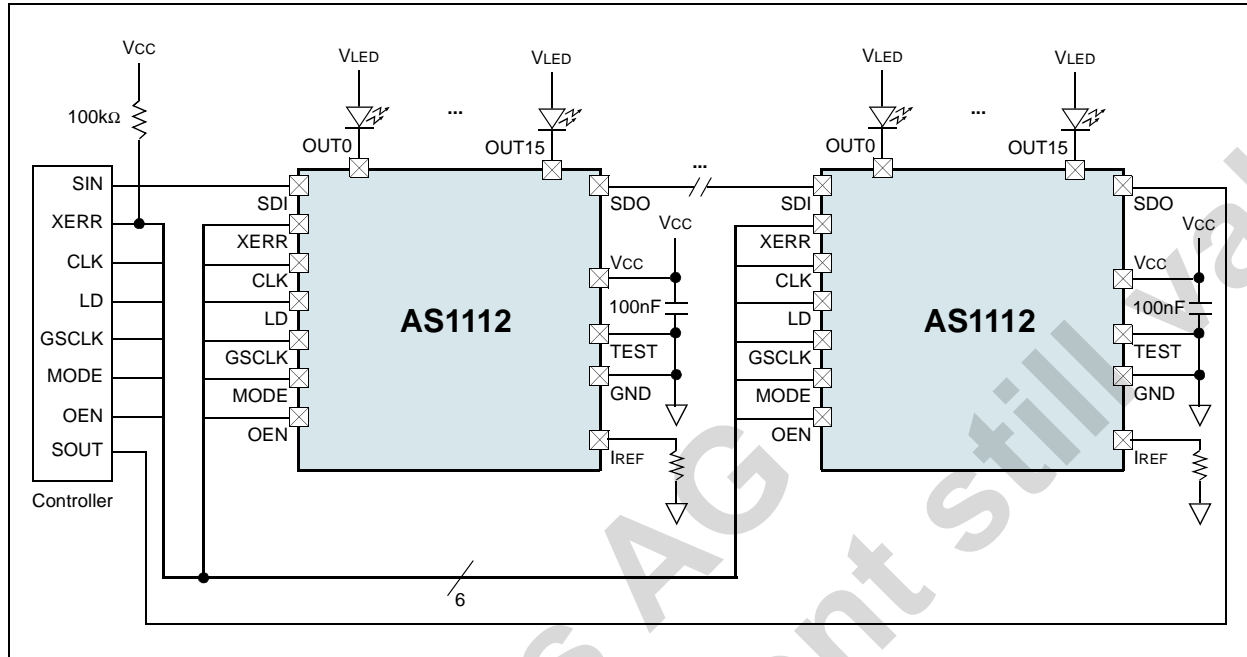 VCC
100kΩ
SIN
XERR
CLK
LD
GSCLK
MODE
OEN
SOUT
Controller
VLED
...
VLED
OUT0
OUT15
SDI
XERR
CLK
LD
GSCLK
MODE
OEN
AS1112
SDO
VCC
VCC
100nF
TEST
GND
IREF
...
VLED
...
VLED
OUT0
OUT15
SDI
XERR
CLK
LD
GSCLK
MODE
OEN
AS1112
SDO
VCC
VCC
100nF
TEST
GND
IREF
6
AG
still